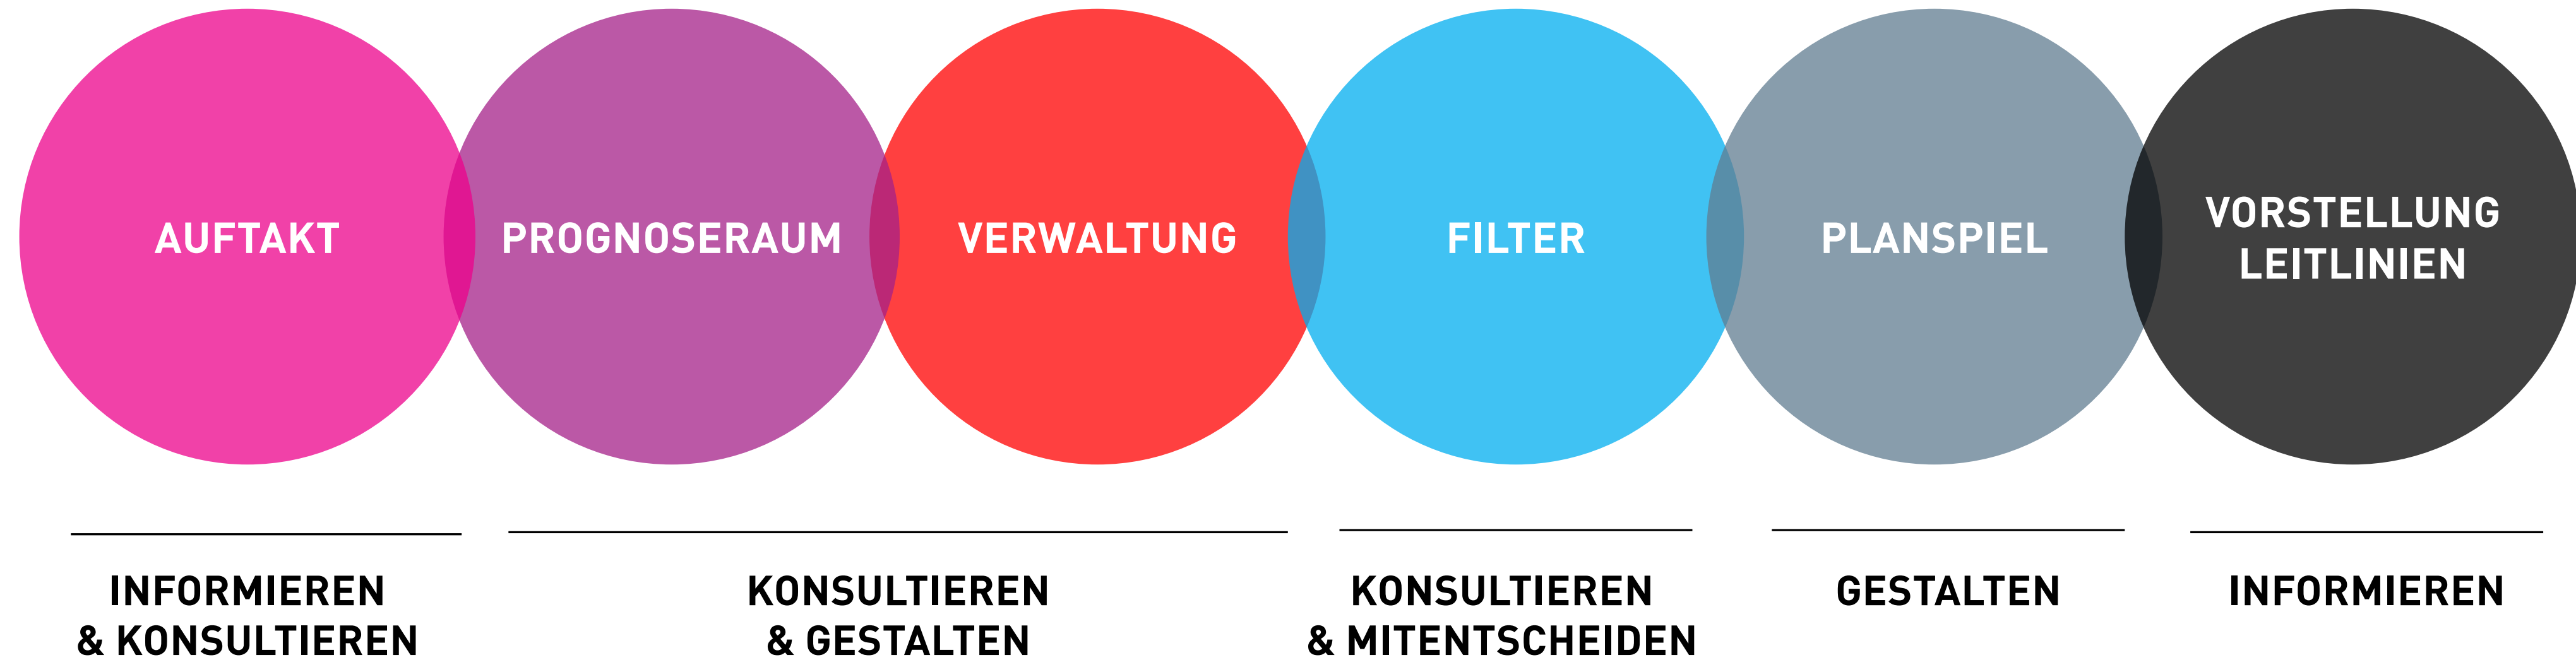 AUFTAKT
PROGNOSERAUM
VERWALTUNG
FILTER
PLANSPIEL
VORSTELLUNG
LEITLINIEN
INFORMIEREN
& KONSULTIEREN
KONSULTIEREN
& GESTALTEN
KONSULTIEREN
& MITENTSCHEIDEN
GESTALTEN
INFORMIEREN